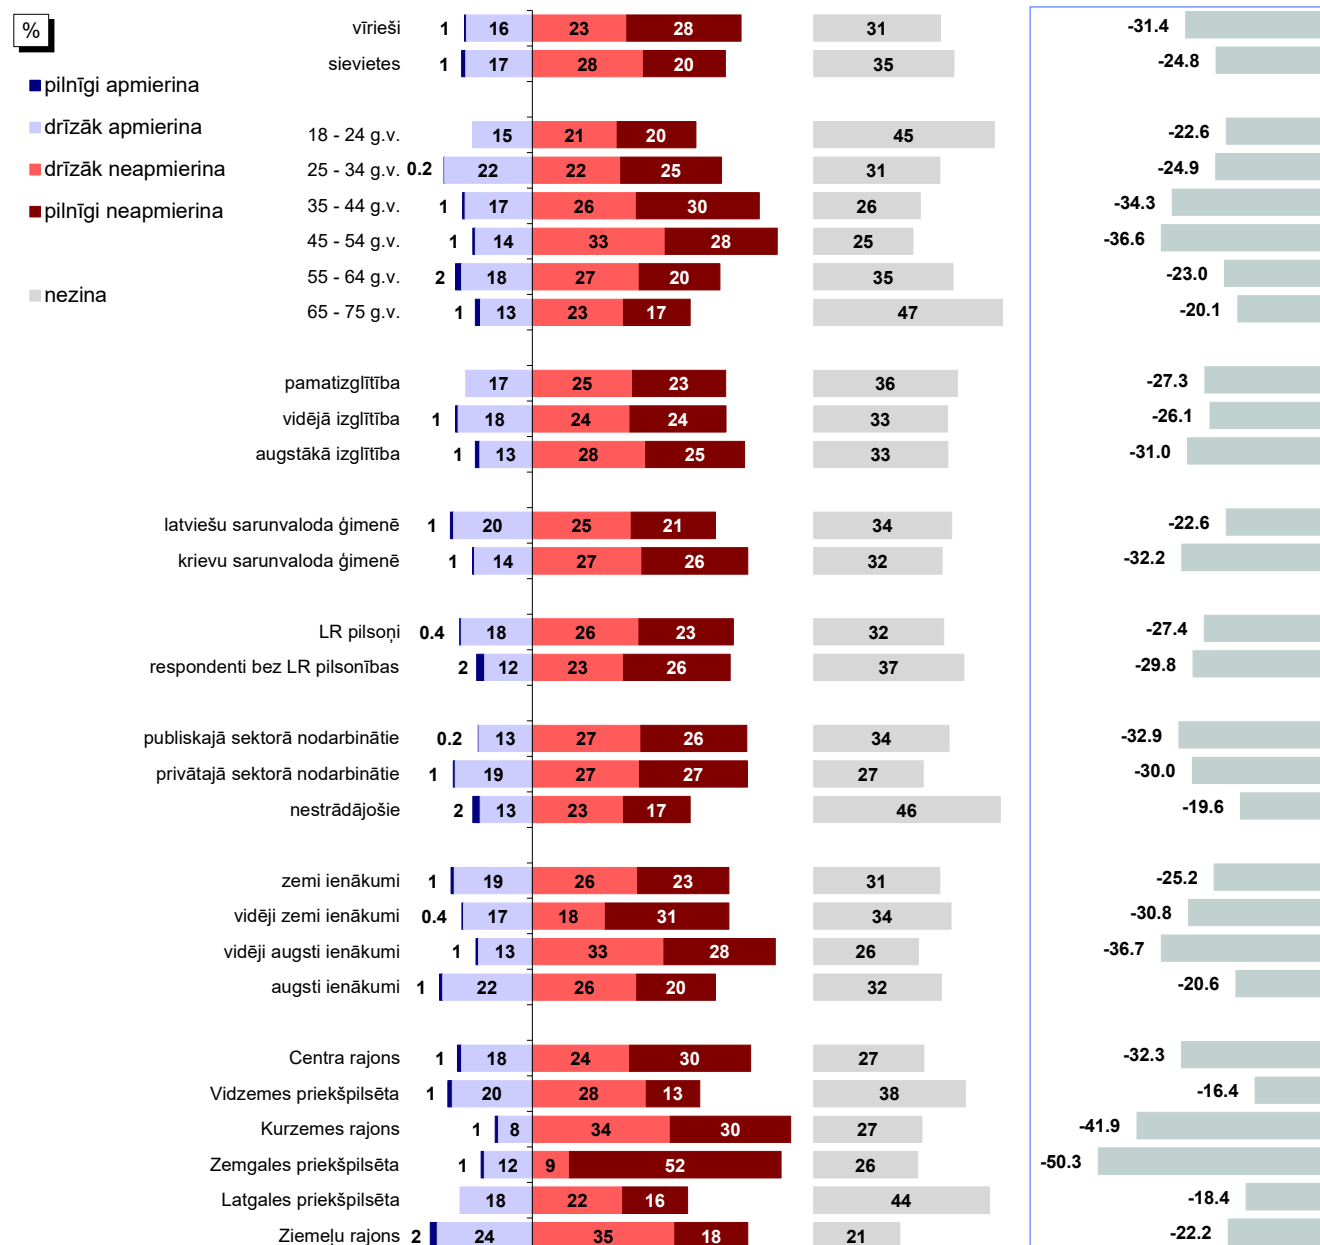 %
pilnīgi apmierina
drīzāk apmierina
drīzāk neapmierina
pilnīgi neapmierina
nezina
vīrieši 1 16 23 28 31 -31.4
sievietes 1 17 28 20 35 -24.8
18 - 24 g.v. 15 21 20 45 -22.6
25 - 34 g.v. 0.2 22 22 25 31 -24.9
35 - 44 g.v. 1 17 26 30 26 -34.3
45 - 54 g.v. 1 14 33 28 25 -36.6
55 - 64 g.v. 2 18 27 20 35 -23.0
65 - 75 g.v. 1 13 23 17 47 -20.1
pamatizglītība 17 25 23 36 -27.3
vidējā izglītība 1 18 24 24 33 -26.1
augstākā izglītība 1 13 28 25 33 -31.0
latviešu sarunvaloda ģimenē 1 20 25 21 34 -22.6
krievu sarunvaloda ģimenē 1 14 27 26 32 -32.2
LR pilsoņi 0.4 18 26 23 32 -27.4
respondenti bez LR pilsonības 2 12 23 26 37 -29.8
publiskajā sektorā nodarbinātie 0.2 13 27 26 34 -32.9
privātajā sektorā nodarbinātie 1 19 27 27 27 -30.0
nestrādājošie 2 13 23 17 46 -19.6
zemi ienākumi 1 19 26 23 31 -25.2
vidēji zemi ienākumi 0.4 17 18 31 34 -30.8
vidēji augsti ienākumi 1 13 33 28 26 -36.7
augsti ienākumi 1 22 26 20 32 -20.6
Centra rajons 1 18 24 30 27 -32.3
Vidzemes priekšpilsēta 1 20 28 13 38 -16.4
Kurzemes rajons 1 8 34 30 27 -41.9
Zemgales priekšpilsēta 1 12 9 52 26 -50.3
Latgales priekšpilsēta 18 22 16 44 -18.4
Ziemeļu rajons 2 24 35 18 21 -22.2